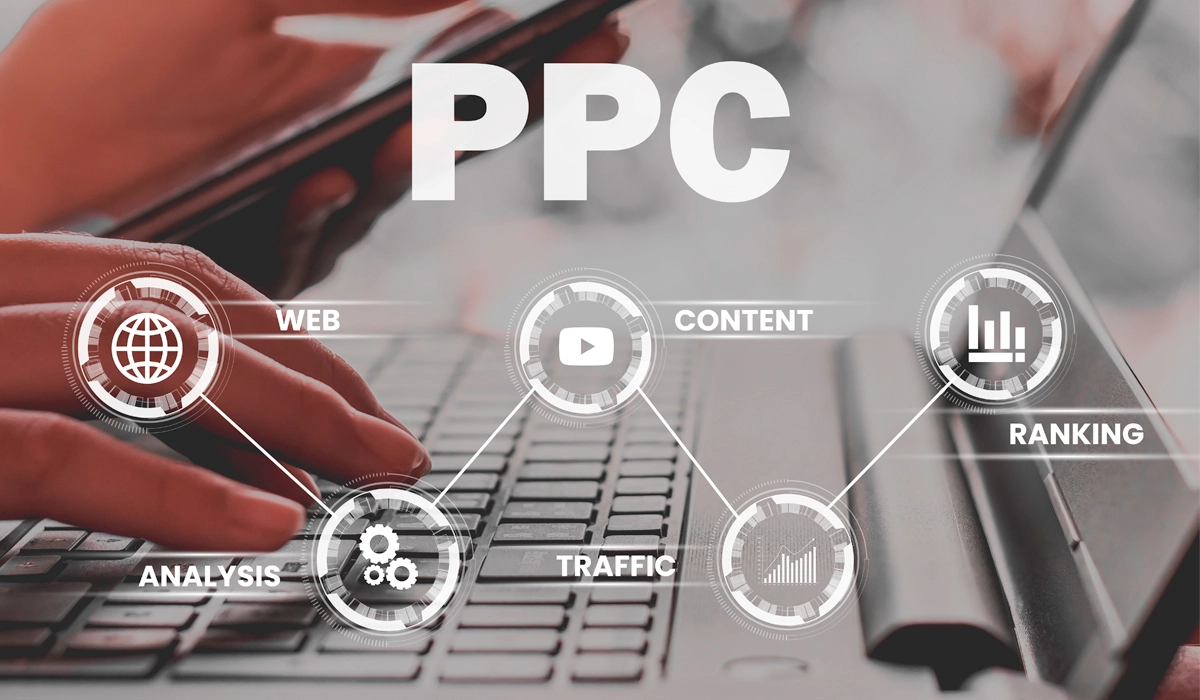 PPC
WEB
CONTENT
RANKING
ANALYSIS
TRAFFIC